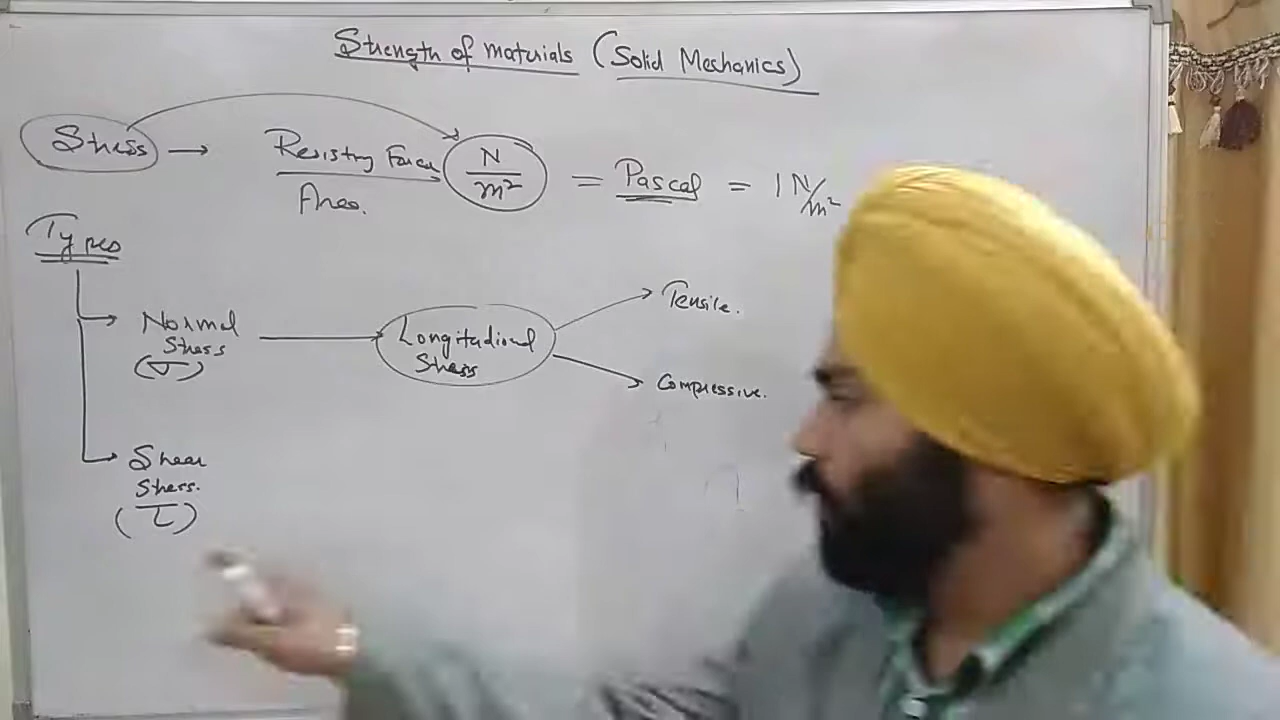 Strength of Materials (Solid Mechanics)
Stress → Resisting Force / Area. N/m² = Pascal = 1 N/m²
Types
Normal Stress (σ)
Longitudional Stress
Tensile.
Compressive.
Shear Stress. (τ)